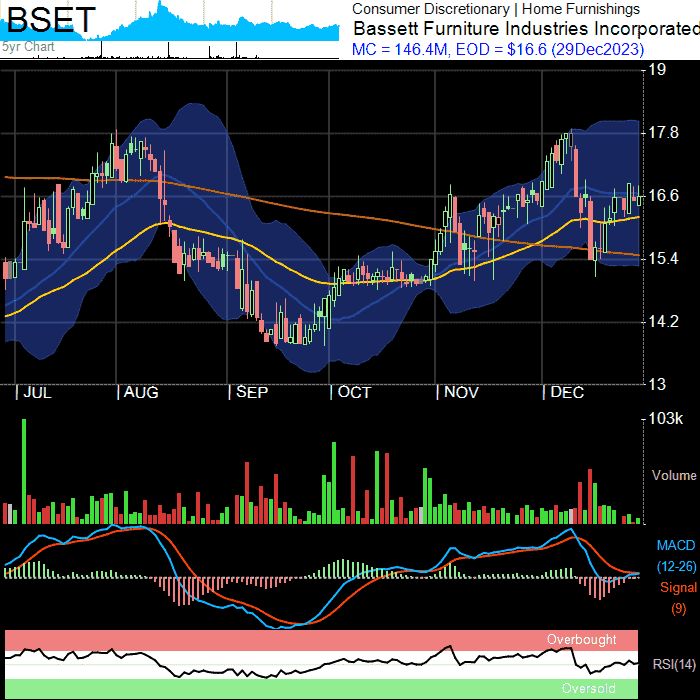 BSET
5yr Chart
Consumer Discretionary | Home Furnishings
Bassett Furniture Industries Incorporated
MC = 146.4M, EOD = $16.6 (29Dec2023)
19
17.8
16.6
15.4
14.2
13
JUL AUG SEP OCT NOV DEC
103k
Volume
MACD
(12-26)
Signal
(9)
Overbought
RSI(14)
Oversold